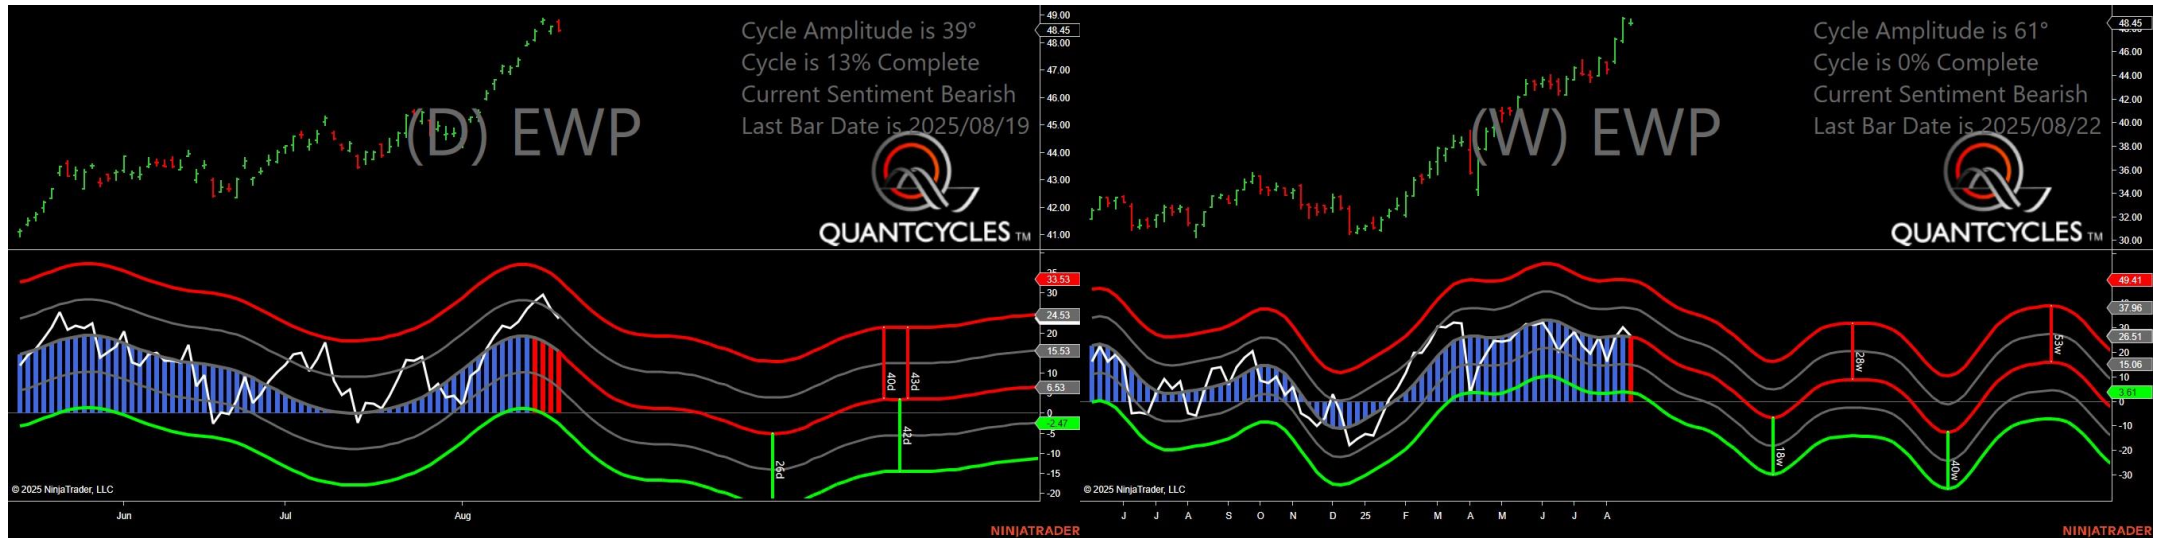 Cycle Amplitude is 39°
Cycle is 13% Complete
Current Sentiment Bearish
Last Bar Date is 2025/08/19
(D) EWP
QUANTCYCLES TM
49.00
48.45
48.00
47.00
46.00
45.00
44.00
43.00
42.00
41.00
33.53
30
24.53
20
15.53
10
6.53
0
-2.47
-5
-10
-15
-20
40d
43d
42d
26d
© 2025 NinjaTrader, LLC
Jun
Jul
Aug
NINJATRADER
Cycle Amplitude is 61°
Cycle is 0% Complete
Current Sentiment Bearish
Last Bar Date is 2025/08/22
(W) EWP
QUANTCYCLES TM
48.45
46.00
44.00
42.00
40.00
38.00
36.00
34.00
32.00
30.00
49.41
37.96
30
26.51
20
15.06
10
3.61
0
-10
-20
-30
28w
53w
18w
40w
© 2025 NinjaTrader, LLC
J J A S O N D 25 F M A M J J A
NINJATRADER